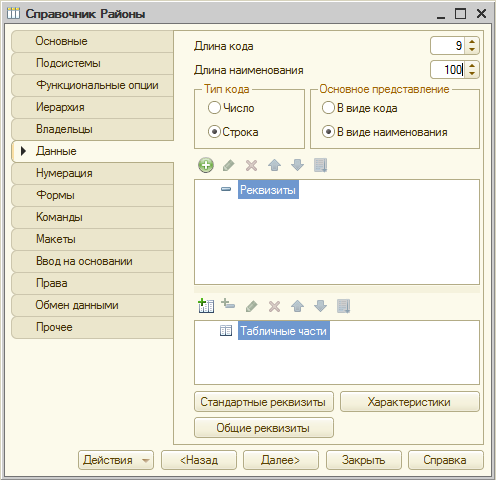 Справочник Районы
Основные
Подсистемы
Функциональные опции
Иерархия
Владельцы
Данные
Нумерация
Формы
Команды
Макеты
Ввод на основании
Права
Обмен данными
Прочее
Длина кода 9
Длина наименования 100
Тип кода
Число
Строка
Основное представление
В виде кода
В виде наименования
Реквизиты
Табличные части
Стандартные реквизиты Характеристики
Общие реквизиты
Действия <Назад Далее> Закрыть Справка